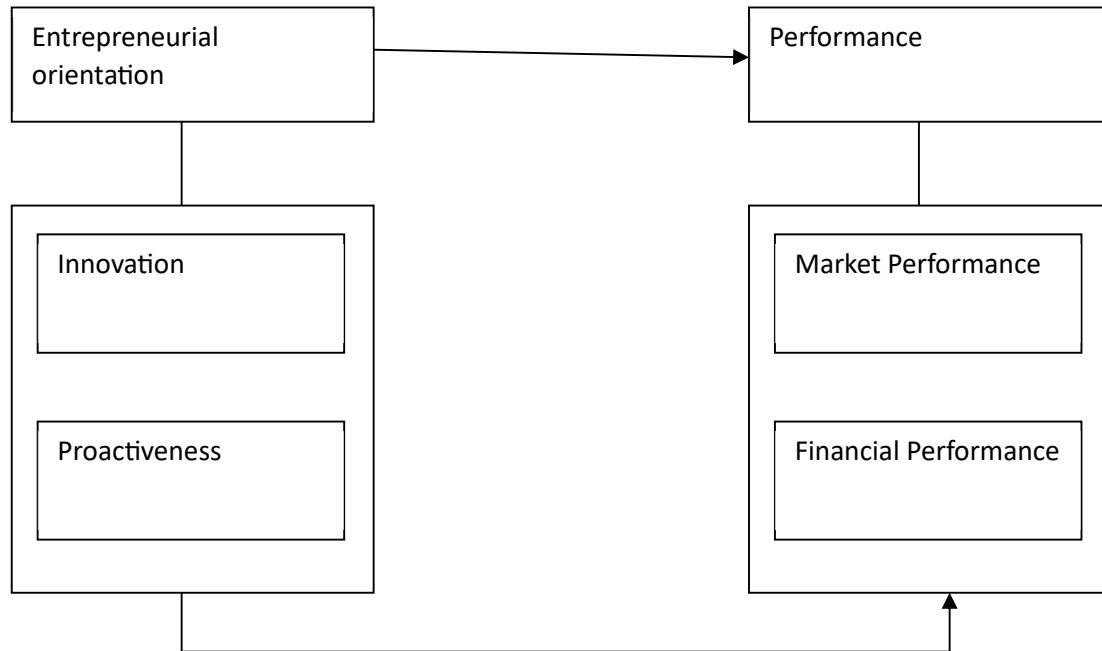 Entrepreneurial
orientation
Performance
Innovation
Market Performance
Proactiveness
Financial Performance